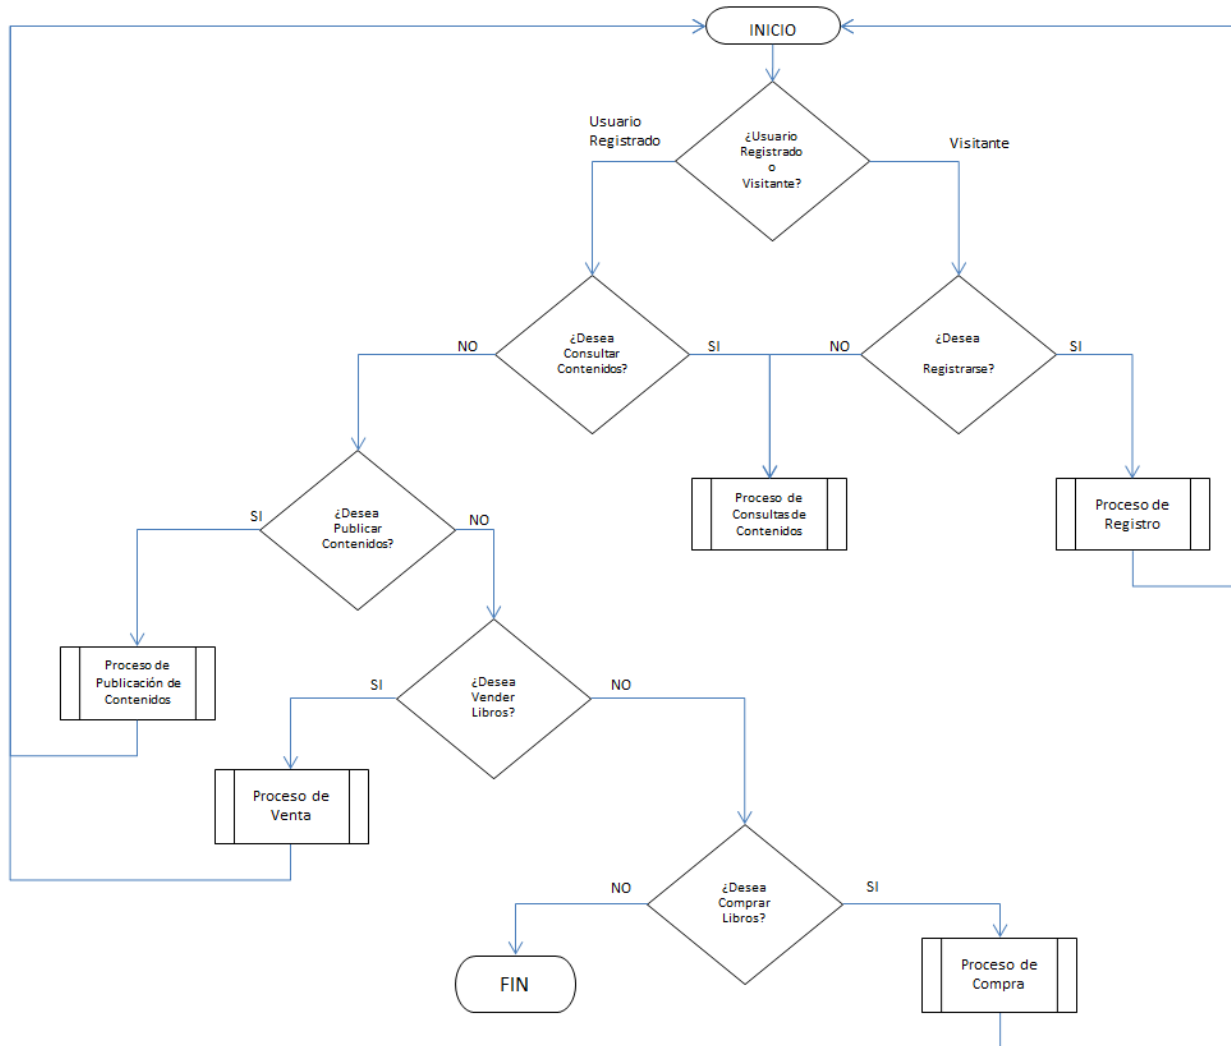 INICIO
Usuario
Registrado
¿Usuario
Registrado
o
Visitante?
Visitante
NO
¿Desea
Consultar
Contenidos?
SI
NO
¿Desea
Registrarse?
SI
SI
¿Desea
Publicar
Contenidos?
NO
Proceso de
Consultas de
Contenidos
Proceso de
Registro
Proceso de
Publicación de
Contenidos
SI
¿Desea
Vender
Libros?
NO
Proceso de
Venta
NO
¿Desea
Comprar
Libros?
SI
FIN
Proceso de
Compra